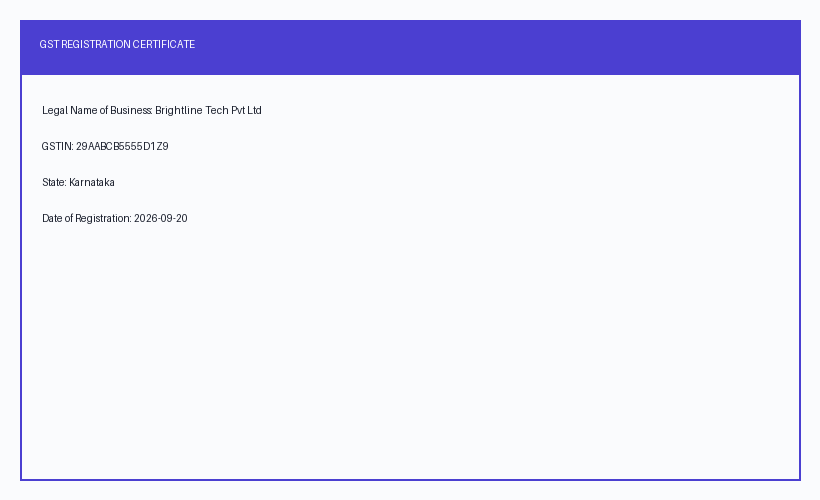 GST REGISTRATION CERTIFICATE
Legal Name of Business: Brightline Tech Pvt Ltd
GSTIN: 29AABCB5555D1Z9
State: Karnataka
Date of Registration: 2026-09-20